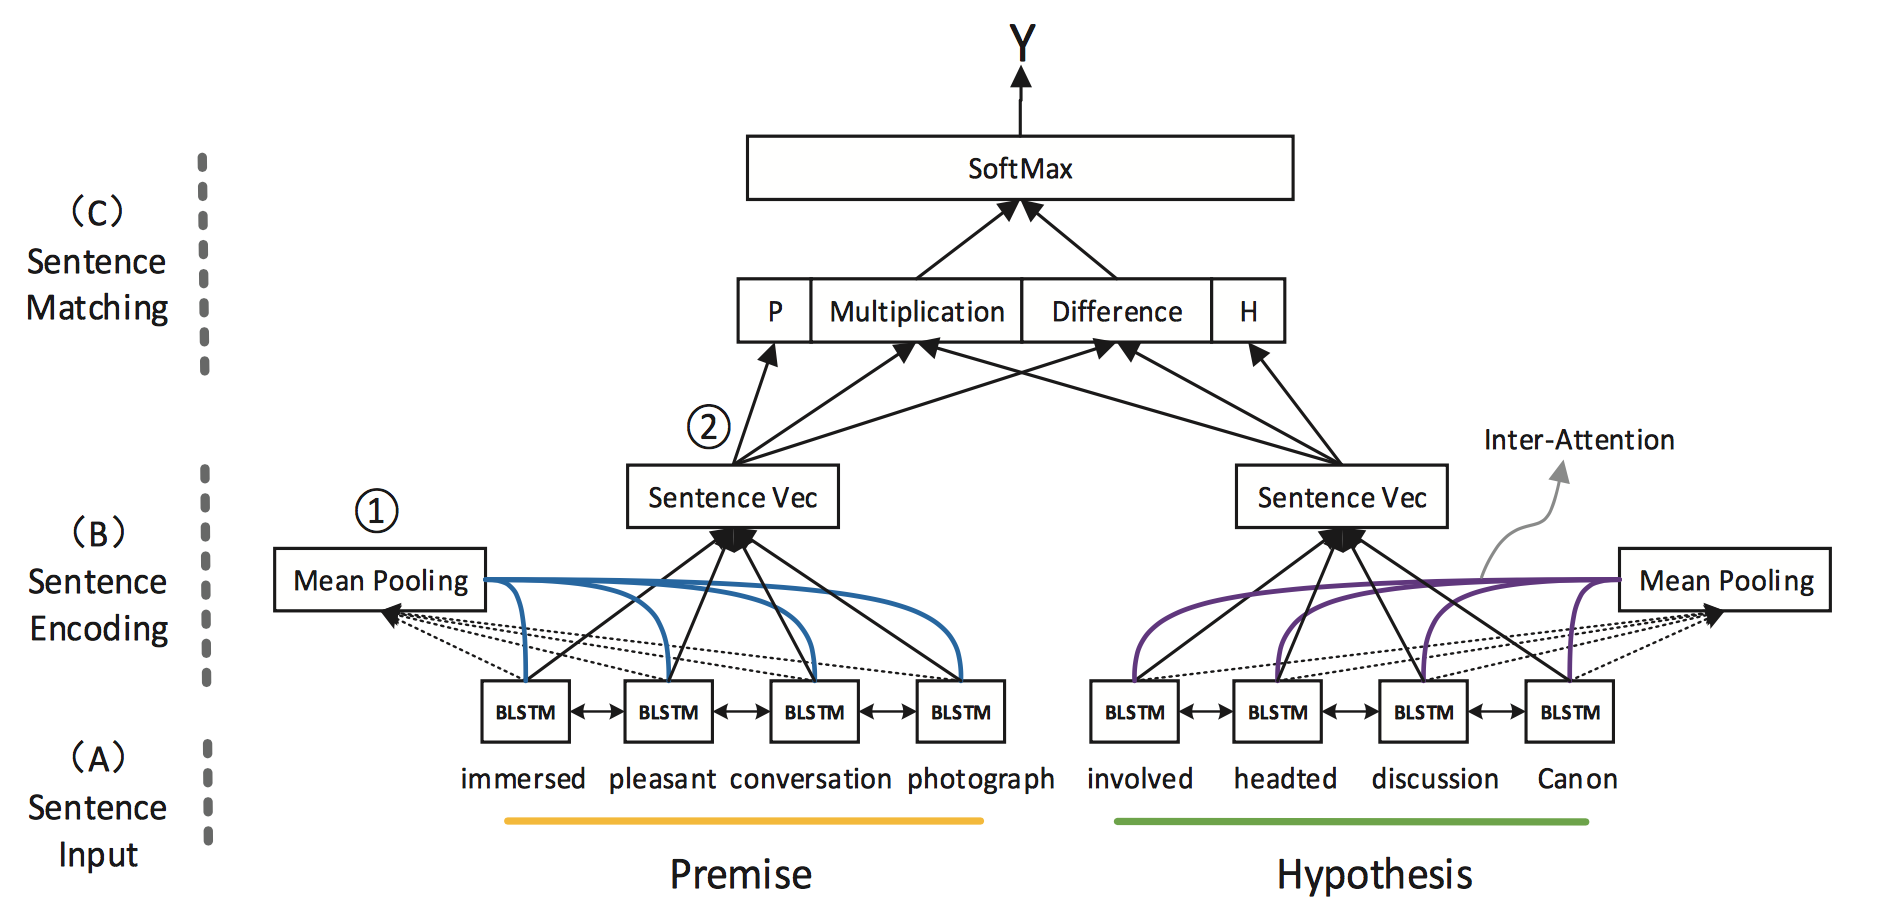 Y
SoftMax
(C)
Sentence
Matching
P
Multiplication
Difference
H
②
Inter-Attention
Sentence Vec
Sentence Vec
①
(B)
Sentence
Encoding
Mean Pooling
Mean Pooling
BLSTM
BLSTM
BLSTM
BLSTM
BLSTM
BLSTM
BLSTM
BLSTM
(A)
Sentence
Input
immersed
pleasant
conversation
photograph
involved
headted
discussion
Canon
Premise
Hypothesis